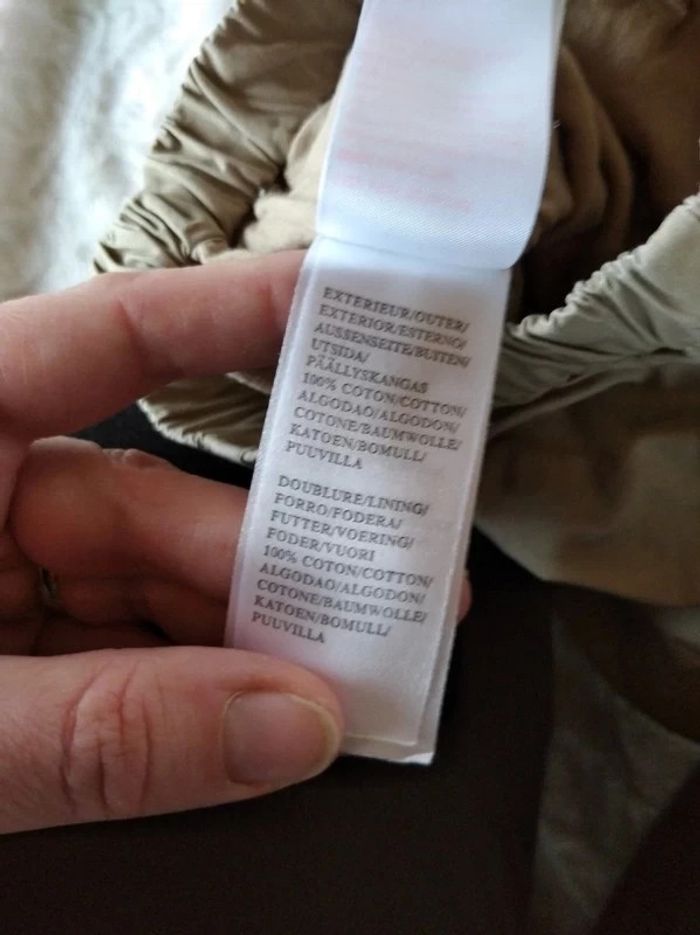 EXTERIEUR/OUTER/
EXTERIOR/ESTERNO/
AUSSENSEITE/BUITEN/
UTSIDA/
PÄÄLLYSKANGAS
100% COTON/COTTON/
ALGODAO/ALGODON/
COTONE/BAUMWOLLE/
KATOEN/BOMULL/
PUUVILLA
DOUBLURE/LINING/
FORRO/FODERA/
FUTTER/VOERING/
FODER/VUORI
100% COTON/COTTON/
ALGODAO/ALGODON/
COTONE/BAUMWOLLE/
KATOEN/BOMULL/
PUUVILLA